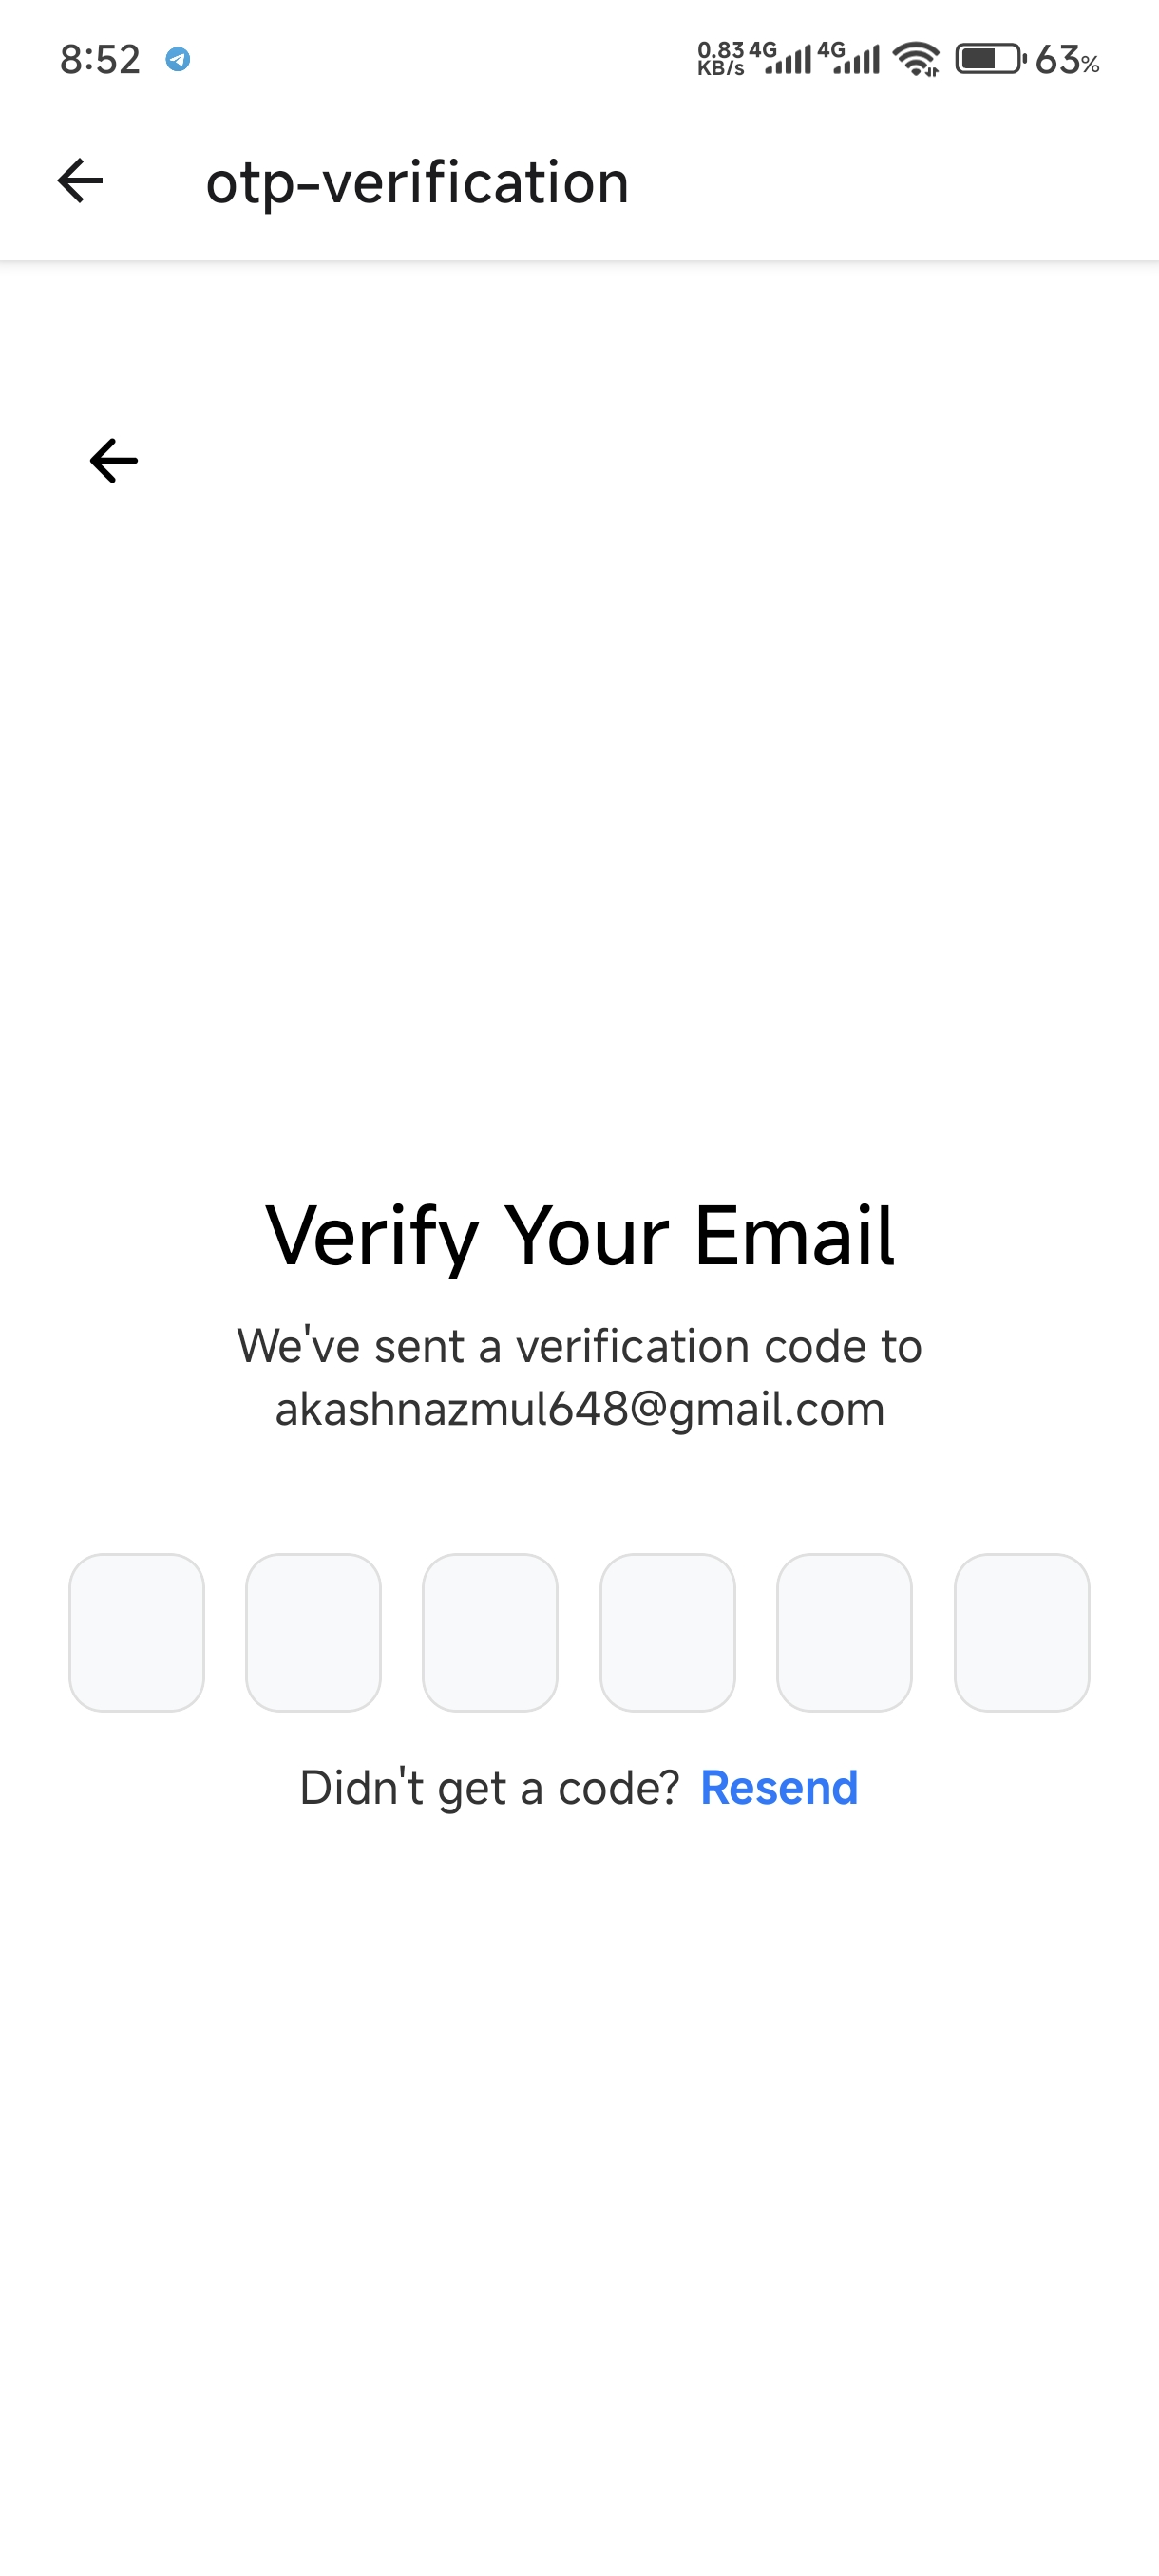 8:52
0.83 KB/s 4G 4G 63%
otp-verification
Verify Your Email
We've sent a verification code to
akashnazmul648@gmail.com
Didn't get a code? Resend